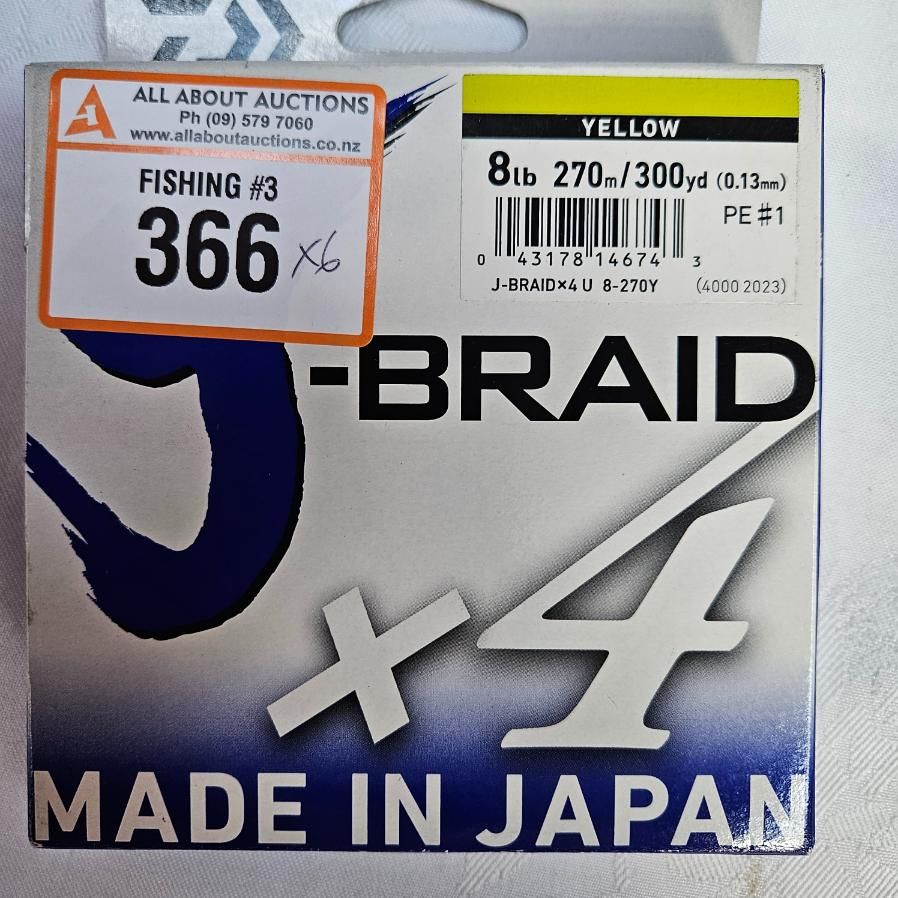 ALL ABOUT AUCTIONS
Ph (09) 579 7060
www.allaboutauctions.co.nz
FISHING #3
366 x6
YELLOW
8lb 270m/300yd (0.13mm)
PE#1
0 43178 14674 3
J-BRAID×4 U 8-270Y (4000 2023)
J-BRAID
×4
MADE IN JAPAN